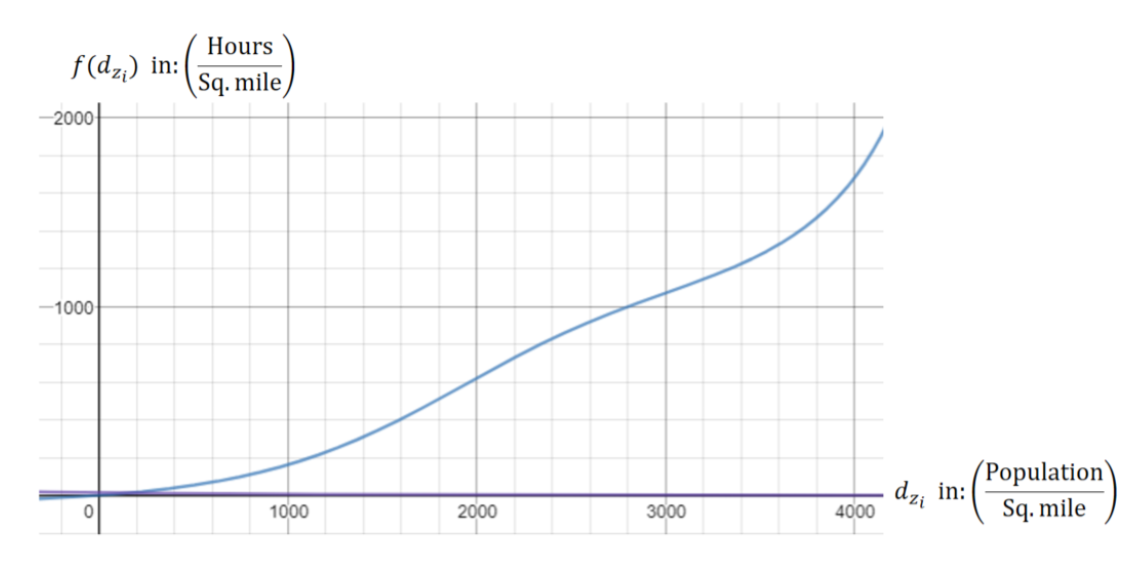 f(d_{z_i}) in: (Hours / Sq. mile)
2000
1000
0 1000 2000 3000 4000
d_{z_i} in: (Population / Sq. mile)